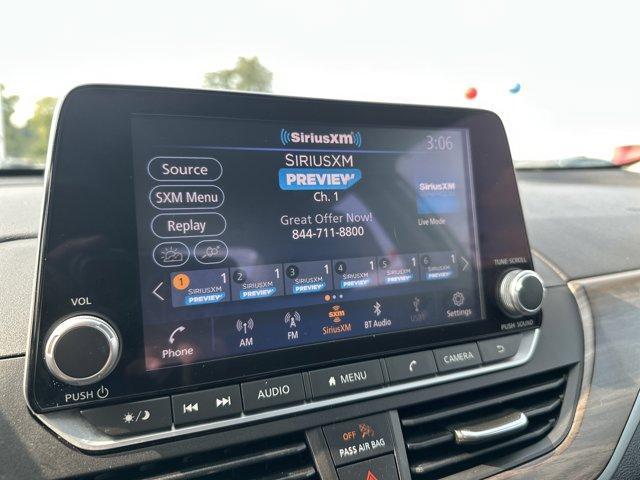 SiriusXM
3:06
SIRIUSXM
PREVIEW
Ch. 1
Great Offer Now!
844-711-8800
Source
SXM Menu
Replay
SiriusXM
Live Mode
1 1 SIRIUSXM PREVIEW
2 1 SIRIUSXM PREVIEW
3 1 SIRIUSXM PREVIEW
4 1 SIRIUSXM PREVIEW
5 1 SIRIUSXM PREVIEW
6 1 SIRIUSXM PREVIEW
Phone
AM
FM
sxm
SiriusXM
BT Audio
USB
Settings
VOL
PUSH
TUNE·SCROLL
PUSH SOUND
AUDIO
MENU
CAMERA
OFF
PASS AIR BAG